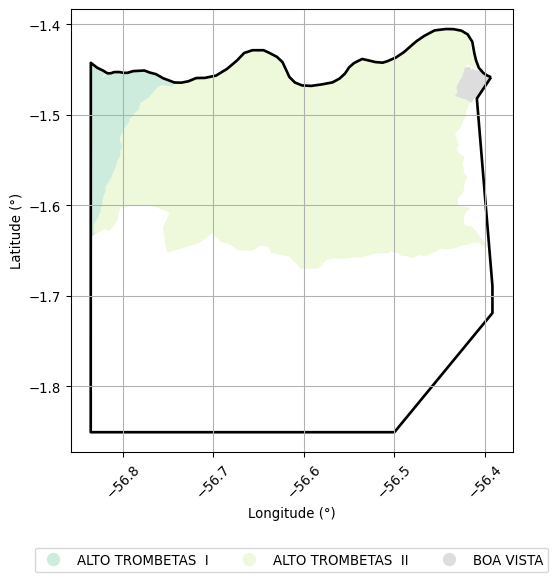 −1.4
−1.5
−1.6
−1.7
−1.8
Latitude (°)
−56.8
−56.7
−56.6
−56.5
−56.4
Longitude (°)
ALTO TROMBETAS  I
ALTO TROMBETAS  II
BOA VISTA